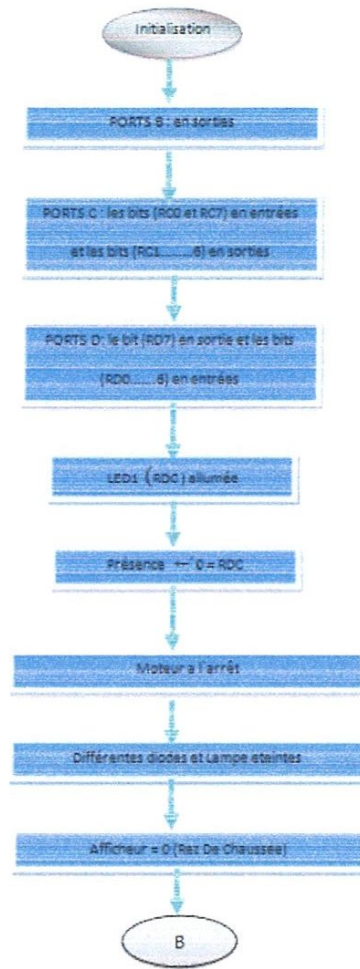 Initialisation
PORTS B : en sorties
PORTS C : les bits (RC0 et RC7) en entrées
et les bits (RC1.........6) en sorties
PORTS D: le bit (RD7) en sortie et les bits
(RD0.......6) en entrées
LED1 (RDC) allumée
Présence ← 0 = RDC
Moteur a l'arrêt
Différentes diodes et Lampe eteintes
Afficheur = 0 (Rez De Chaussée)
B